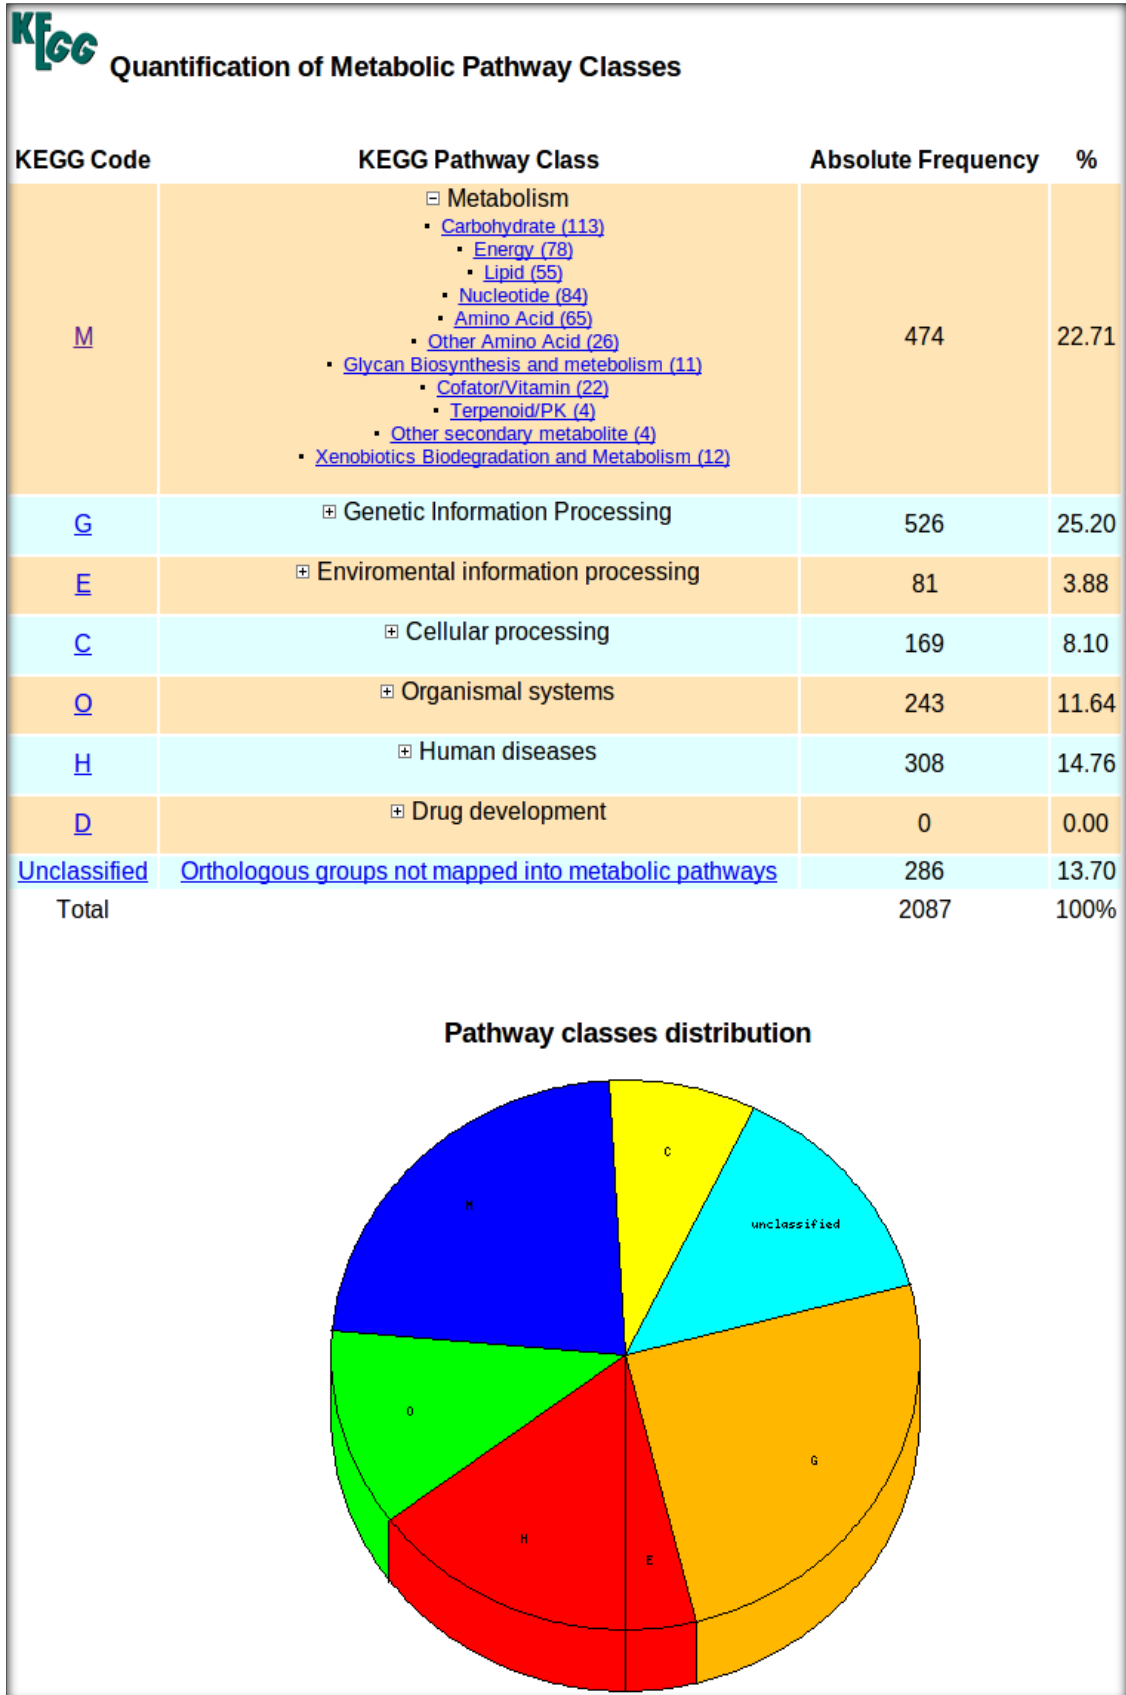 KEGG
Quantification of Metabolic Pathway Classes
KEGG Code KEGG Pathway Class Absolute Frequency %
Metabolism
Carbohydrate (113)
Energy (78)
Lipid (55)
Nucleotide (84)
Amino Acid (65)
Other Amino Acid (26)
Glycan Biosynthesis and metebolism (11)
Cofator/Vitamin (22)
Terpenoid/PK (4)
Other secondary metabolite (4)
Xenobiotics Biodegradation and Metabolism (12)
M 474 22.71
G Genetic Information Processing 526 25.20
E Enviromental information processing 81 3.88
C Cellular processing 169 8.10
O Organismal systems 243 11.64
H Human diseases 308 14.76
D Drug development 0 0.00
Unclassified Orthologous groups not mapped into metabolic pathways 286 13.70
Total 2087 100%
Pathway classes distribution
C
M
unclassified
O
G
H
E